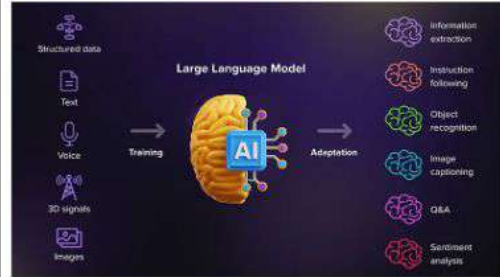 Structured data
Text
Voice
3D signals
Images
Training
Large Language Model
AI
Adaptation
Information
extraction
Instruction
following
Object
recognition
Image
captioning
Q&A
Sentiment
analysis